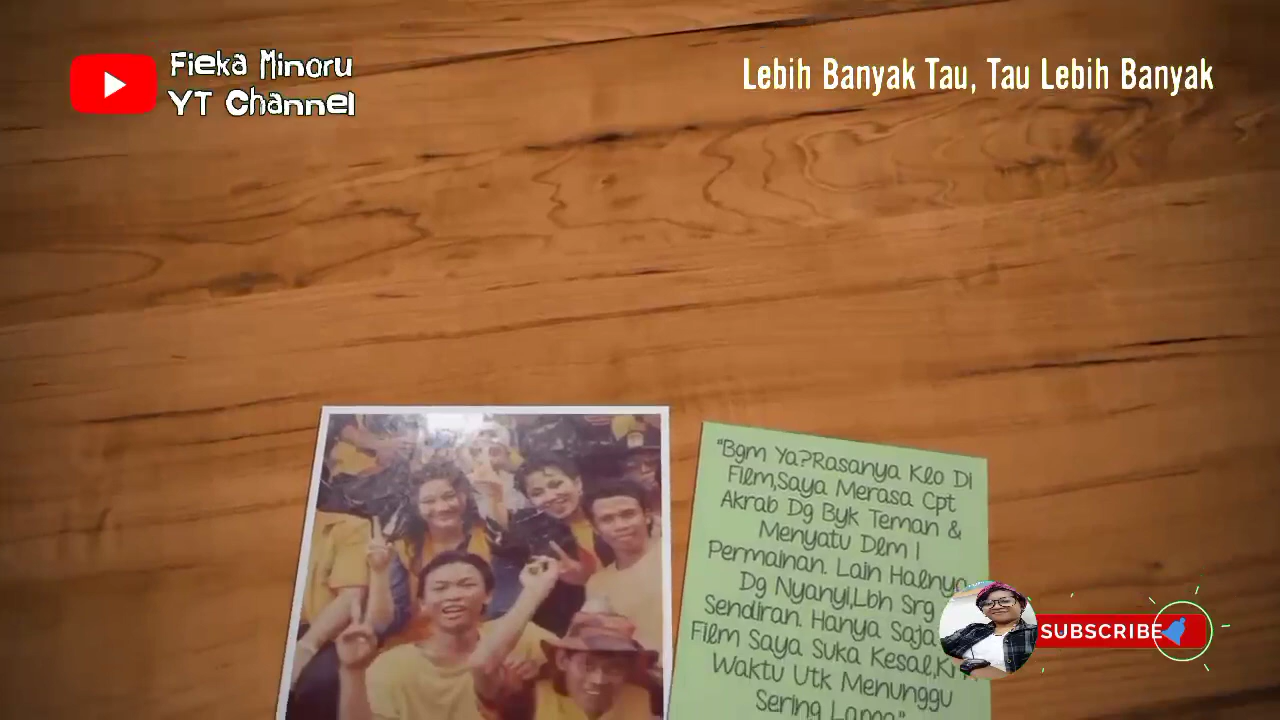 Fieka Minoru
YT Channel
Lebih Banyak Tau, Tau Lebih Banyak
"Bgm Ya?Rasanya Klo Di
Film,Saya Merasa Cpt
Akrab Dg Byk Teman &
Menyatu Dlm 1
Permainan. Lain Halnya
Dg Nyanyi,Lbh Srg
Sendiran. Hanya Saja
Film Saya Suka Kesal,
Waktu Utk Menunggu
Sering Lama"
SUBSCRIBE